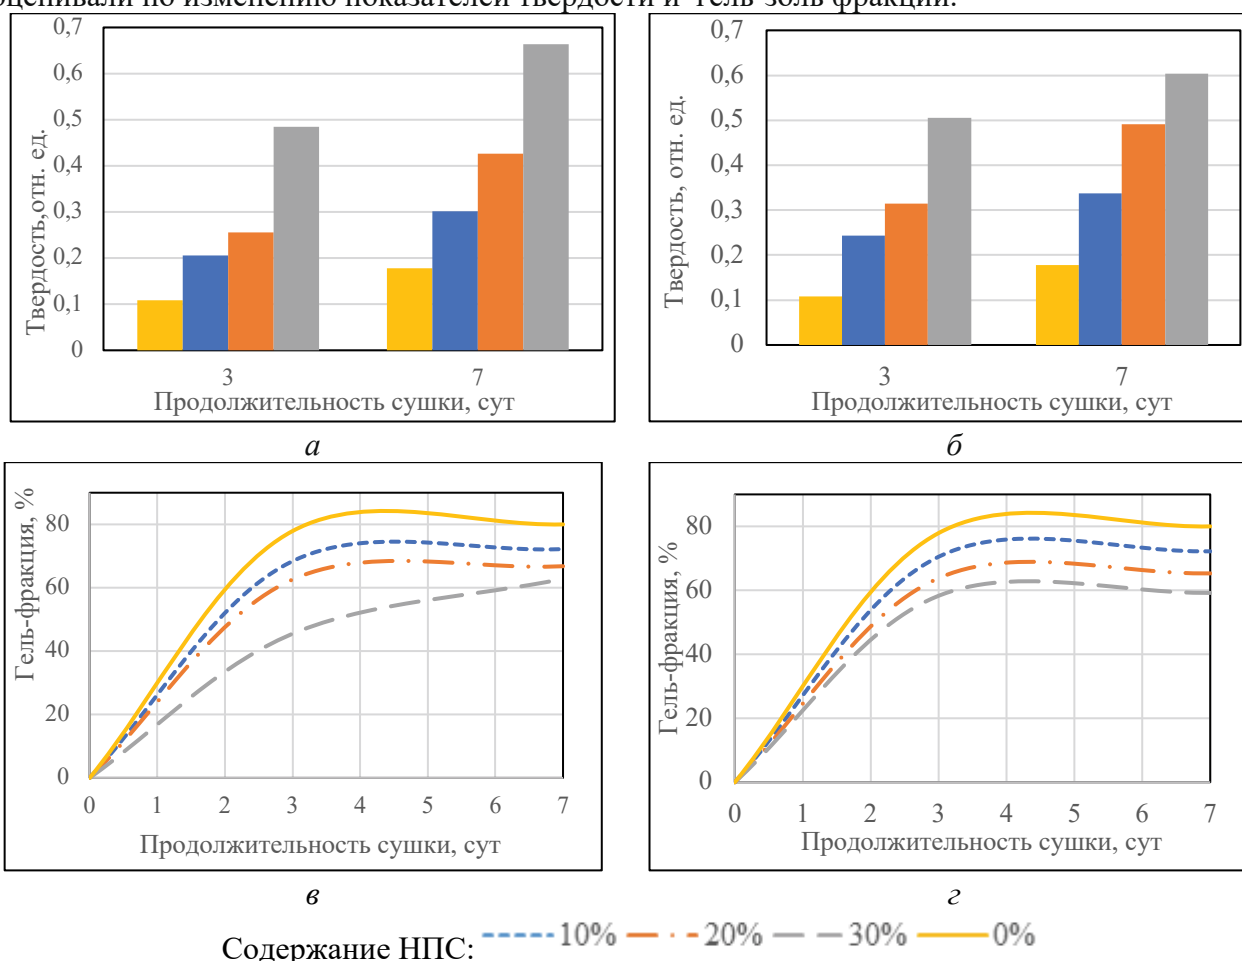 оценивали по изменению показателей твердости и гель-золь фракции.
0,7
0,6
0,5
0,4
0,3
0,2
0,1
0
Твердость,отн. ед.
3 7
Продолжительность сушки, сут
а
0,7
0,6
0,5
0,4
0,3
0,2
0,1
0
Твердость, отн. ед.
3 7
Продолжительность сушки, сут
б
80
60
40
20
0
Гель-фракция, %
0 1 2 3 4 5 6 7
Продолжительность сушки, сут
в
80
60
40
20
0
Гель-фракция, %
0 1 2 3 4 5 6 7
Продолжительность сушки, сут
г
Содержание НПС: 10% 20% 30% 0%